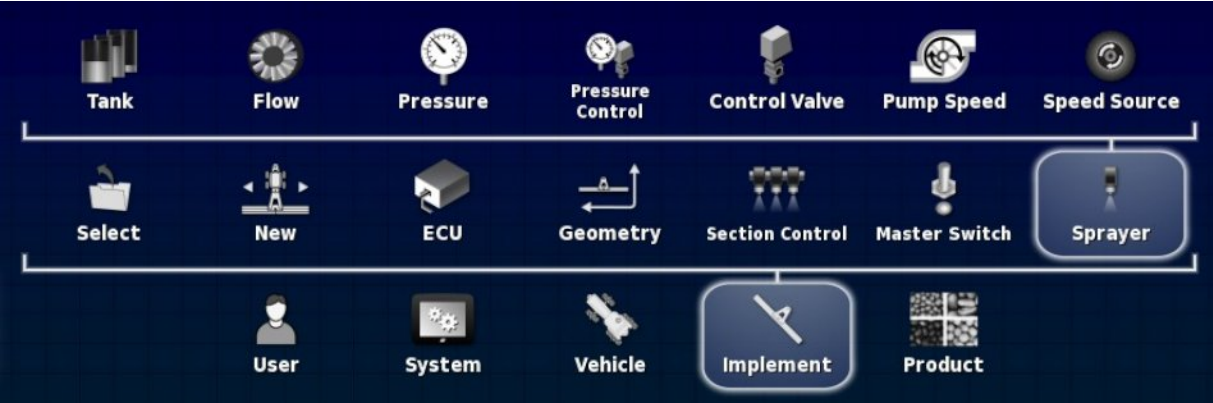 Tank
Flow
Pressure
Pressure
Control
Control Valve
Pump Speed
Speed Source
Select
New
ECU
Geometry
Section Control
Master Switch
Sprayer
User
System
Vehicle
Implement
Product